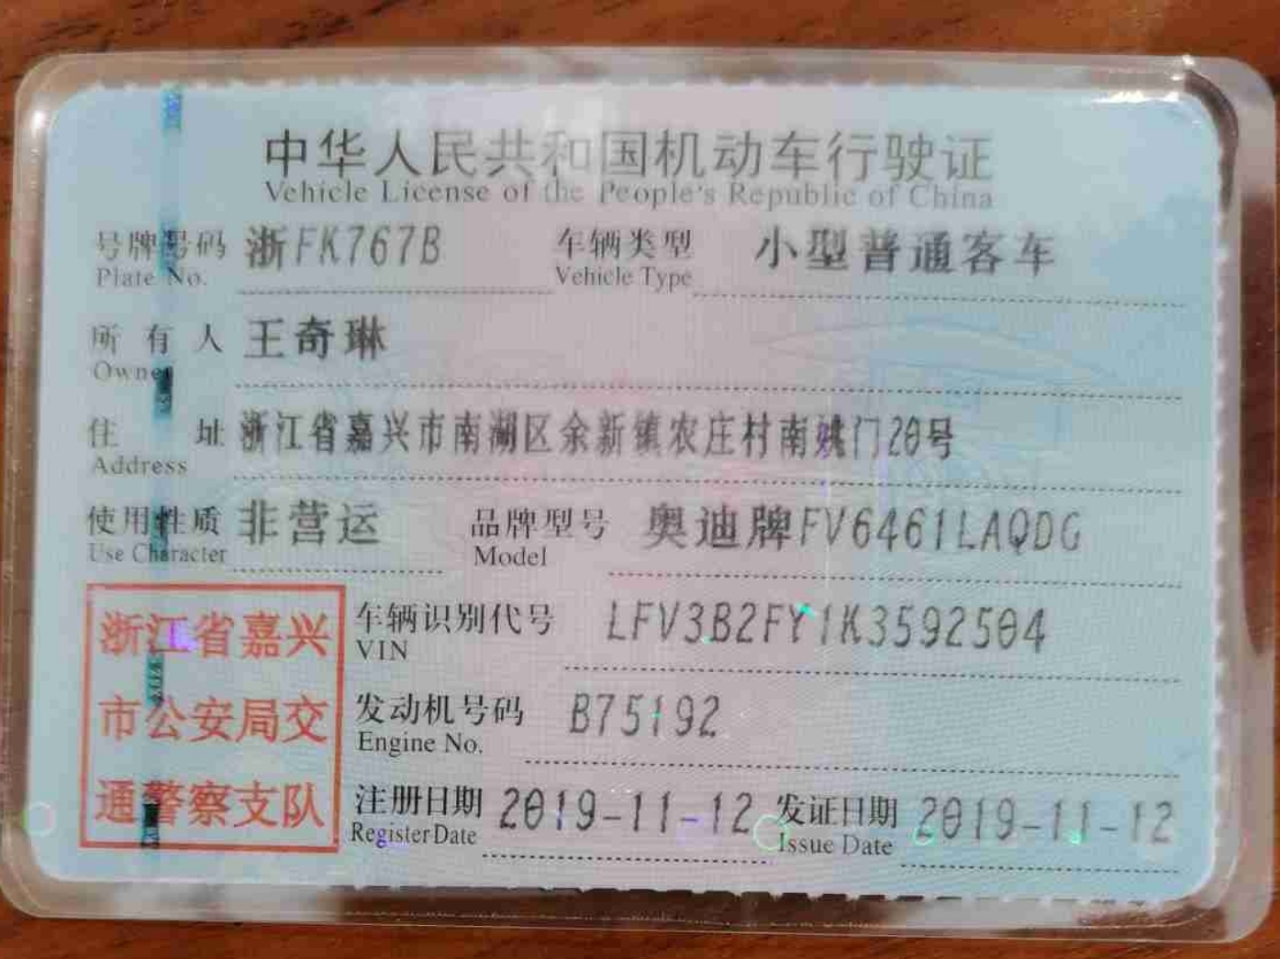 中华人民共和国机动车行驶证
Vehicle License of the People's Republic of China
号牌号码 浙FK767B 车辆类型 小型普通客车
Plate No. Vehicle Type
所有人 王奇琳
Owner
住址 浙江省嘉兴市南湖区余新镇农庄村南姚门20号
Address
使用性质 非营运 品牌型号 奥迪牌FV6461LAQDG
Use Character Model
浙江省嘉兴
市公安局交
通警察支队
车辆识别代号 LFV3B2FY1K3592504
VIN
发动机号码 B75192
Engine No.
注册日期 2019-11-12 发证日期 2019-11-12
Register Date Issue Date